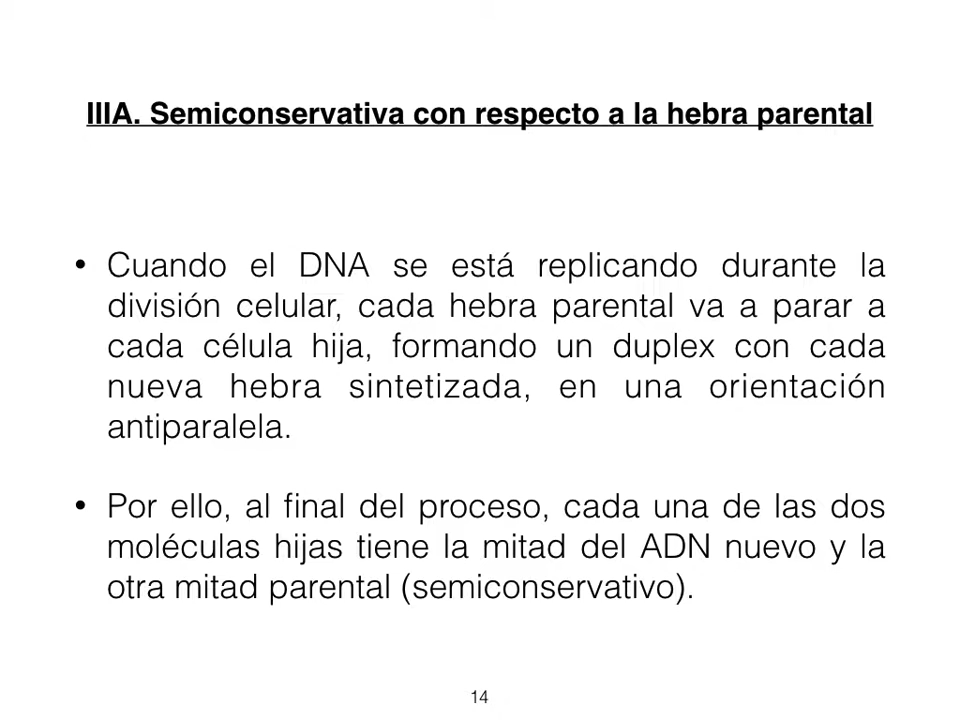 IIIA. Semiconservativa con respecto a la hebra parental
• Cuando el DNA se está replicando durante la
división celular, cada hebra parental va a parar a
cada célula hija, formando un duplex con cada
nueva hebra sintetizada, en una orientación
antiparalela.
• Por ello, al final del proceso, cada una de las dos
moléculas hijas tiene la mitad del ADN nuevo y la
otra mitad parental (semiconservativo).
14